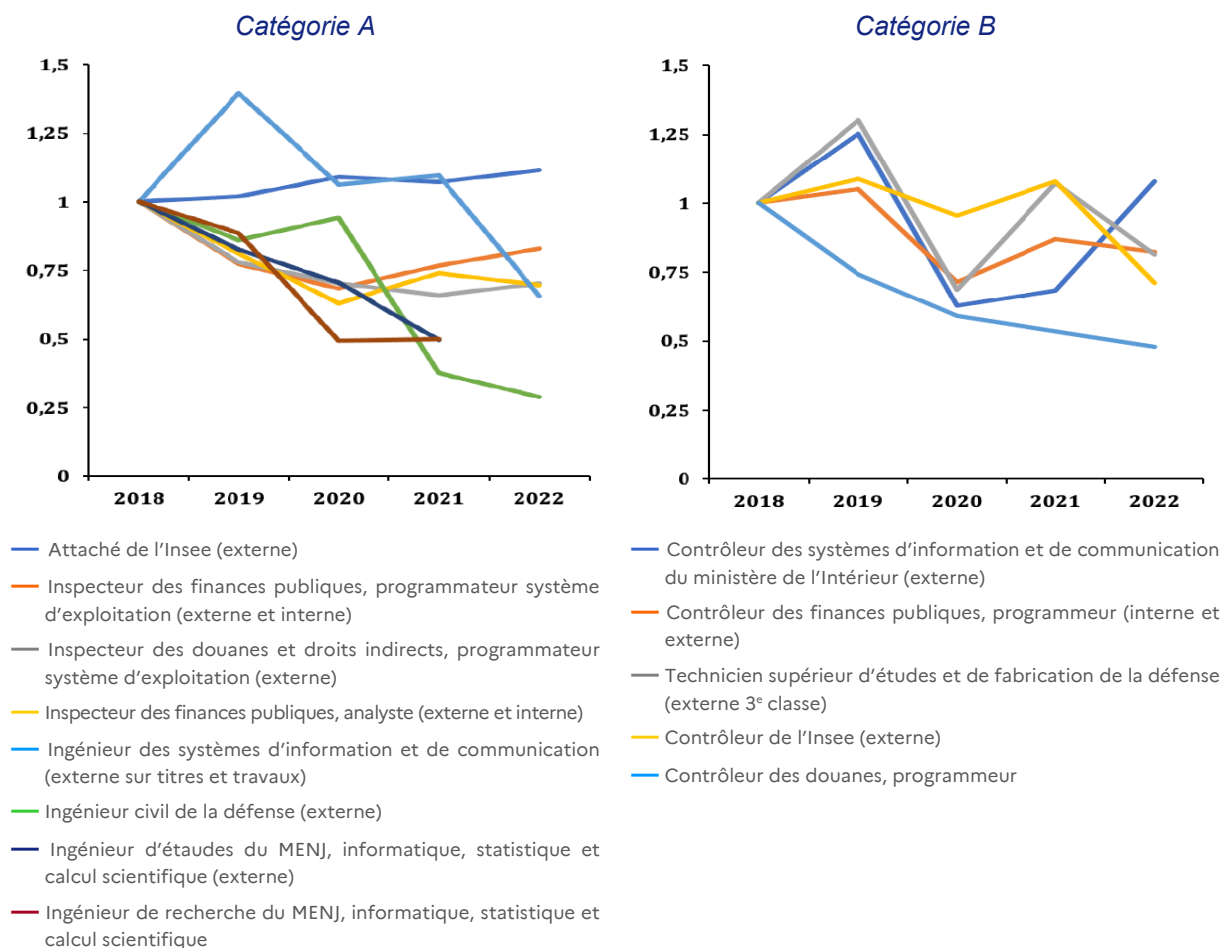 Catégorie A
1,5
1,25
1
0,75
0,5
0,25
0
2018 2019 2020 2021 2022
Attaché de l'Insee (externe)
Inspecteur des finances publiques, programmateur système
d'exploitation (externe et interne)
Inspecteur des douanes et droits indirects, programmateur
système d'exploitation (externe)
Inspecteur des finances publiques, analyste (externe et interne)
Ingénieur des systèmes d'information et de communication
(externe sur titres et travaux)
Ingénieur civil de la défense (externe)
Ingénieur d'étaudes du MENJ, informatique, statistique et
calcul scientifique (externe)
Ingénieur de recherche du MENJ, informatique, statistique et
calcul scientifique
Catégorie B
1,5
1,25
1
0,75
0,5
0,25
0
2018 2019 2020 2021 2022
Contrôleur des systèmes d'information et de communication
du ministère de l'Intérieur (externe)
Contrôleur des finances publiques, programmeur (interne et
externe)
Technicien supérieur d'études et de fabrication de la défense
(externe 3e classe)
Contrôleur de l'Insee (externe)
Contrôleur des douanes, programmeur